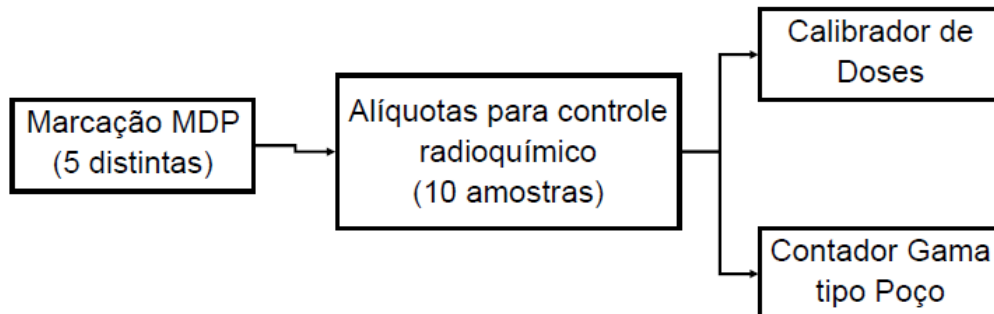 Marcação MDP
(5 distintas)
Alíquotas para controle
radioquímico
(10 amostras)
Calibrador de
Doses
Contador Gama
tipo Poço